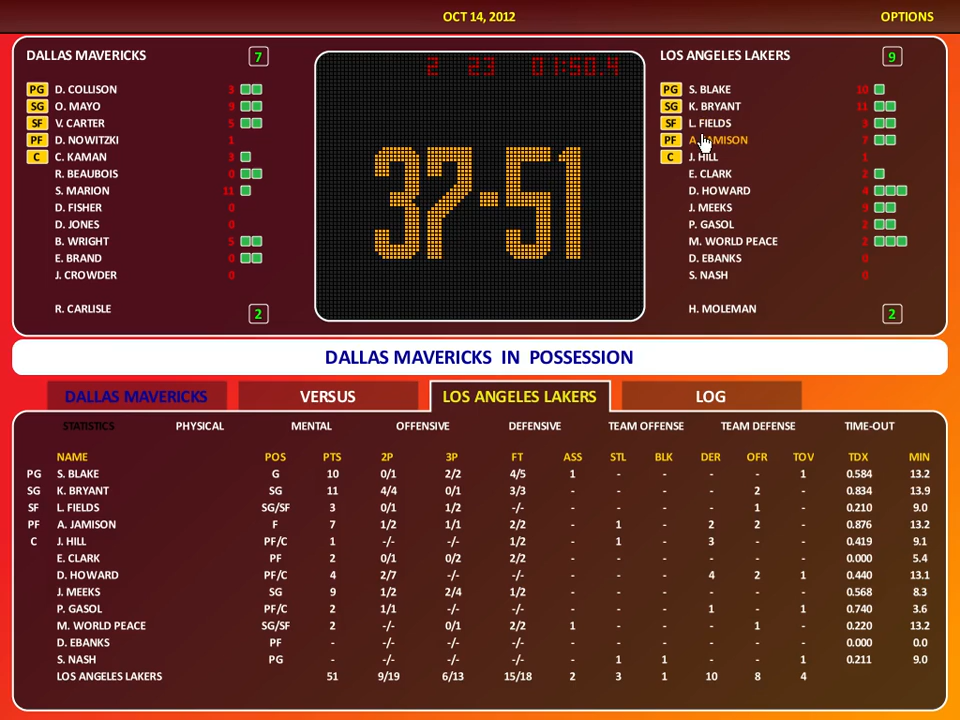 OCT 14, 2012 OPTIONS
DALLAS MAVERICKS 7
PG D. COLLISON 3
SG O. MAYO 9
SF V. CARTER 5
PF D. NOWITZKI 1
C C. KAMAN 3
R. BEAUBOIS 0
S. MARION 11
D. FISHER 0
D. JONES 0
B. WRIGHT 5
E. BRAND 0
J. CROWDER 0
R. CARLISLE 2
2 23 01:50.4
37-51
LOS ANGELES LAKERS 9
PG S. BLAKE 10
SG K. BRYANT 11
SF L. FIELDS 3
PF A. JAMISON 7
C J. HILL 1
E. CLARK 2
D. HOWARD 4
J. MEEKS 9
P. GASOL 2
M. WORLD PEACE 2
D. EBANKS 0
S. NASH 0
H. MOLEMAN 2
DALLAS MAVERICKS IN POSSESSION
DALLAS MAVERICKS VERSUS LOS ANGELES LAKERS LOG
STATISTICS PHYSICAL MENTAL OFFENSIVE DEFENSIVE TEAM OFFENSE TEAM DEFENSE TIME-OUT
NAME POS PTS 2P 3P FT ASS STL BLK DER OFR TOV TDX MIN
PG S. BLAKE G 10 0/1 2/2 4/5 1 - - - - 1 0.584 13.2
SG K. BRYANT SG 11 4/4 0/1 3/3 - - - - 2 - 0.834 13.9
SF L. FIELDS SG/SF 3 0/1 1/2 -/- - - - - 1 - 0.210 9.0
PF A. JAMISON F 7 1/2 1/1 2/2 - 1 - 2 2 - 0.876 13.2
C J. HILL PF/C 1 -/- -/- 1/2 - 1 - 3 - - 0.419 9.1
E. CLARK PF 2 0/1 0/2 2/2 - - - - - - 0.000 5.4
D. HOWARD PF/C 4 2/7 -/- -/- - - - 4 2 1 0.440 13.1
J. MEEKS SG 9 1/2 2/4 1/2 - - - - - - 0.568 8.3
P. GASOL PF/C 2 1/1 -/- -/- - - - 1 - 1 0.740 3.6
M. WORLD PEACE SG/SF 2 -/- 0/1 2/2 1 - - - 1 - 0.220 13.2
D. EBANKS PF - -/- -/- -/- - - - - - - 0.000 0.0
S. NASH PG - -/- -/- -/- - 1 1 - - 1 0.211 9.0
LOS ANGELES LAKERS 51 9/19 6/13 15/18 2 3 1 10 8 4